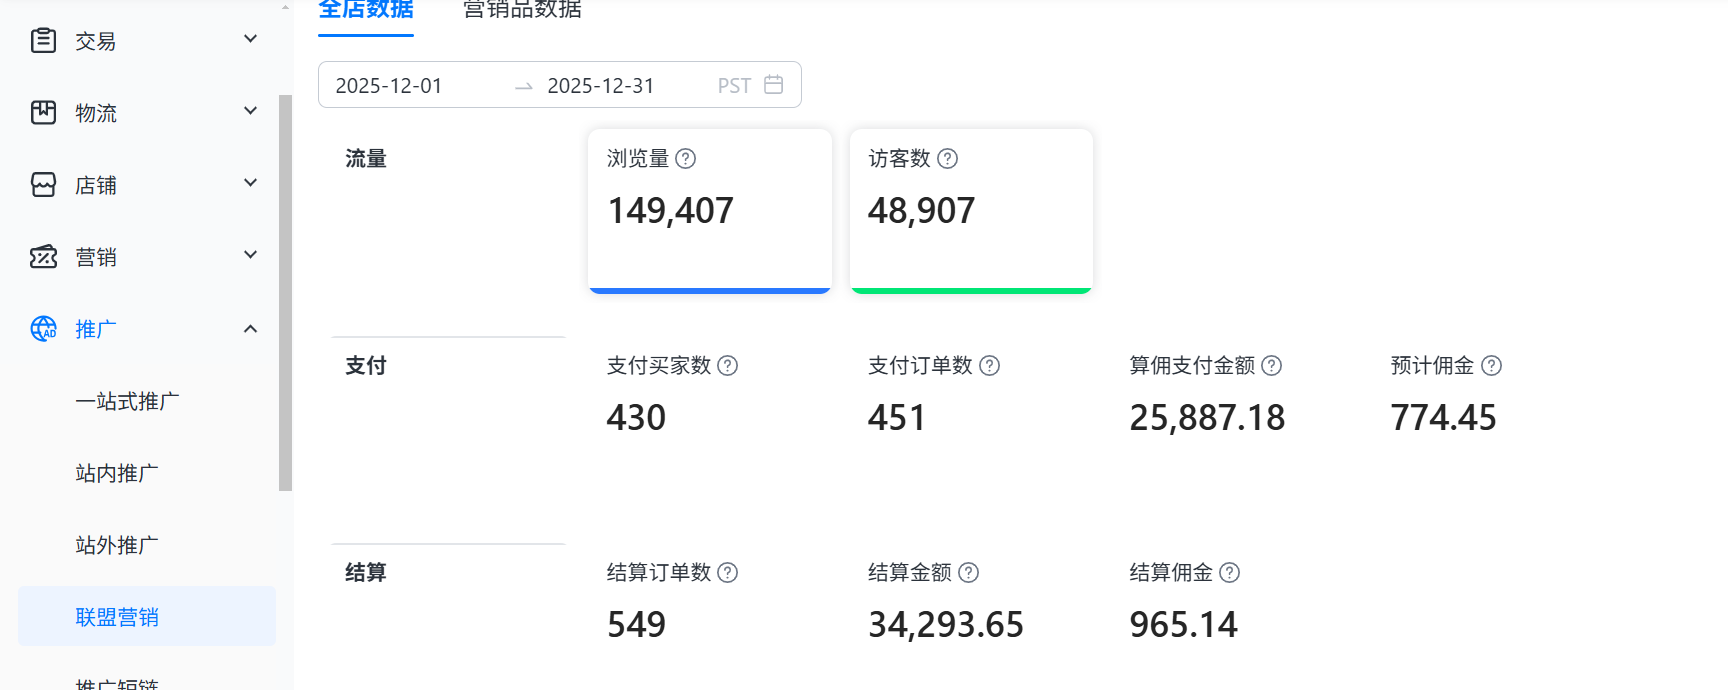 全店数据
营销品数据
交易
2025-12-01
2025-12-31
PST
物流
流量
浏览量
访客数
149,407
48,907
店铺
营销
推广
支付
支付买家数
支付订单数
算佣支付金额
预计佣金
430
451
25,887.18
774.45
一站式推广
站内推广
站外推广
结算
结算订单数
结算金额
结算佣金
549
34,293.65
965.14
联盟营销
推广短链